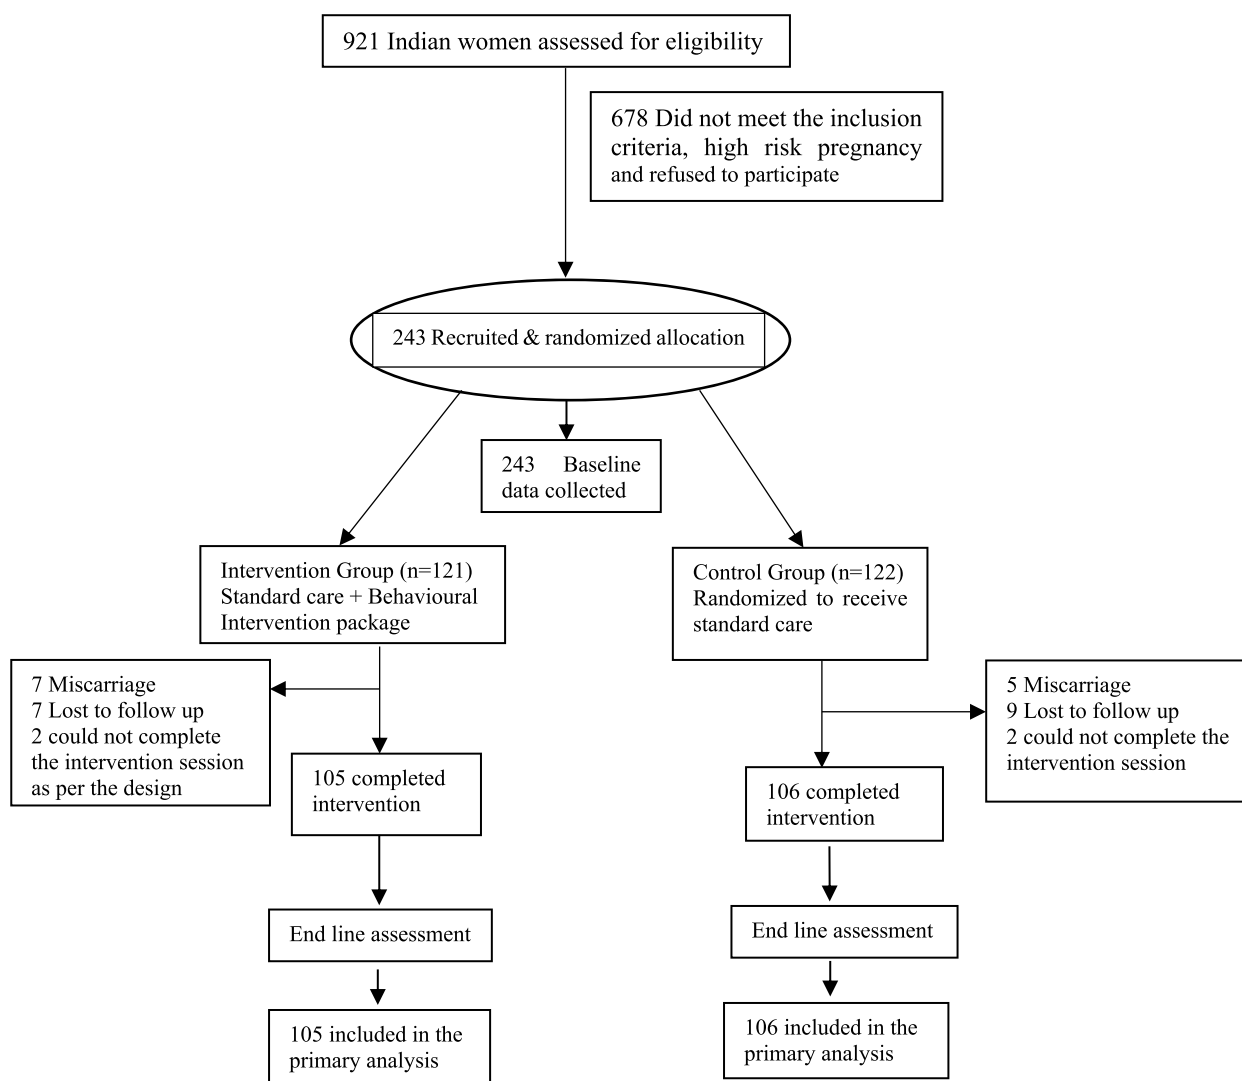 921 Indian women assessed for eligibility
678 Did not meet the inclusion
criteria, high risk pregnancy
and refused to participate
243 Recruited & randomized allocation
243 Baseline
data collected
Intervention Group (n=121)
Standard care + Behavioural
Intervention package
Control Group (n=122)
Randomized to receive
standard care
7 Miscarriage
7 Lost to follow up
2 could not complete
the intervention session
as per the design
5 Miscarriage
9 Lost to follow up
2 could not complete the
intervention session
105 completed
intervention
106 completed
intervention
End line assessment
End line assessment
105 included in the
primary analysis
106 included in the
primary analysis